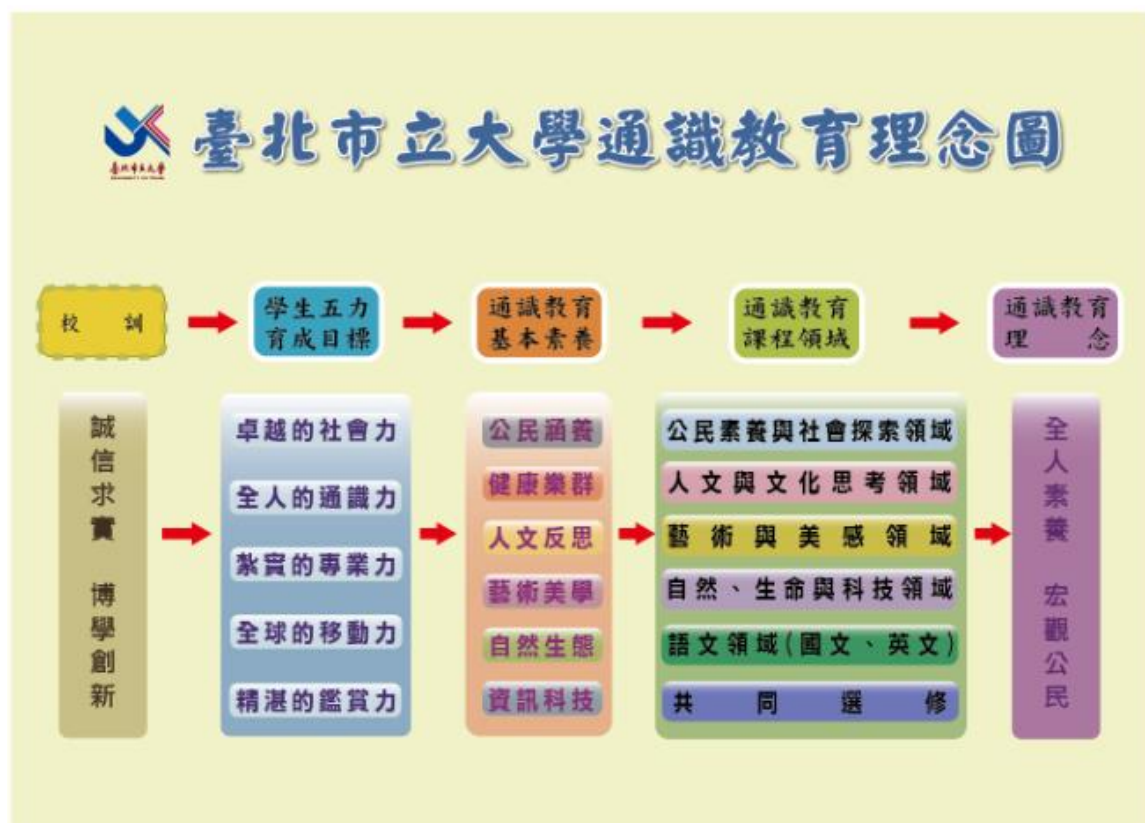 臺北市立大學通識教育理念圖
臺北市立大學
校訓
學生五力
育成目標
通識教育
基本素養
通識教育
課程領域
通識教育
理念
誠信求實 博學創新
卓越的社會力
全人的通識力
紮實的專業力
全球的移動力
精湛的鑑賞力
公民涵養
健康樂群
人文反思
藝術美學
自然生態
資訊科技
公民素養與社會探索領域
人文與文化思考領域
藝術與美感領域
自然、生命與科技領域
語文領域(國文、英文)
共同選修
全人素養 宏觀公民